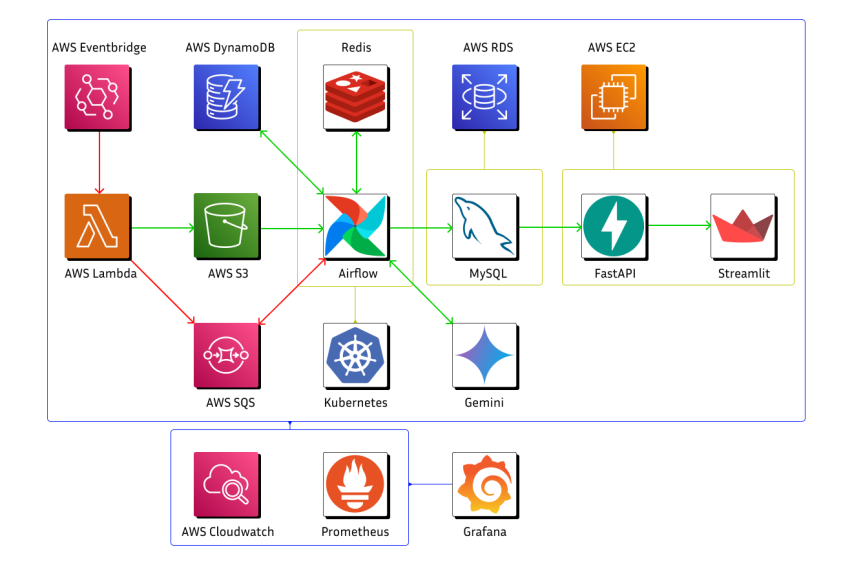 AWS Eventbridge
AWS DynamoDB
Redis
AWS RDS
AWS EC2
AWS Lambda
AWS S3
Airflow
MySQL
FastAPI
Streamlit
AWS SQS
Kubernetes
Gemini
AWS Cloudwatch
Prometheus
Grafana